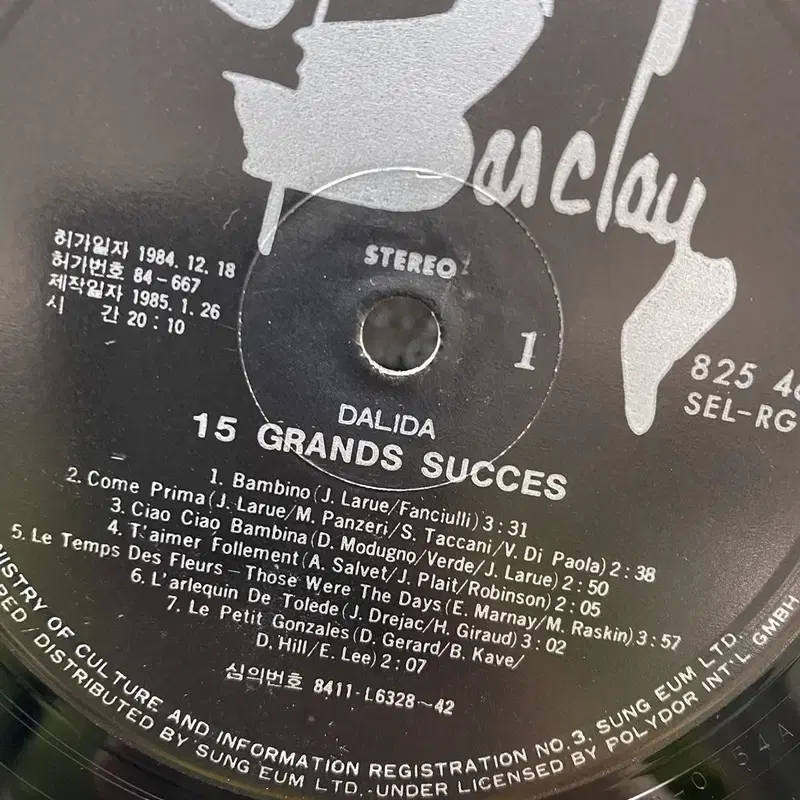 Barclay
허가일자 1984. 12. 18
허가번호 84-667
제작일자 1985. 1. 26
시 간 20 : 10
STEREO
1
825
SEL-RG
DALIDA
15 GRANDS SUCCES
1. Bambino (J. Larue/Fanciulli) 3 : 31
2. Come Prima (J. Larue/M. Panzeri/S. Taccani/V. Di Paola) 2 : 38
3. Ciao Ciao Bambina (D. Modugno/Verde/J. Larue) 2 : 50
4. T'aimer Follement (A. Salvet/J. Plait/Robinson) 2 : 05
5. Le Temps Des Fleurs – Those Were The Days (E. Marnay/M. Raskin) 3 : 57
6. L'arlequin De Tolede (J. Drejac/H. Giraud) 3 : 02
7. Le Petit Gonzales (D. Gerard/B. Kave/
D. Hill/E. Lee) 2 : 07
심의번호 8411-L6328~42
OF CULTURE AND INFORMATION REGISTRATION NO.3. SUNG EUM LTD.
/ DISTRIBUTED BY SUNG EUM LTD.-UNDER LICENSED BY POLYDOR INT'L GMBH